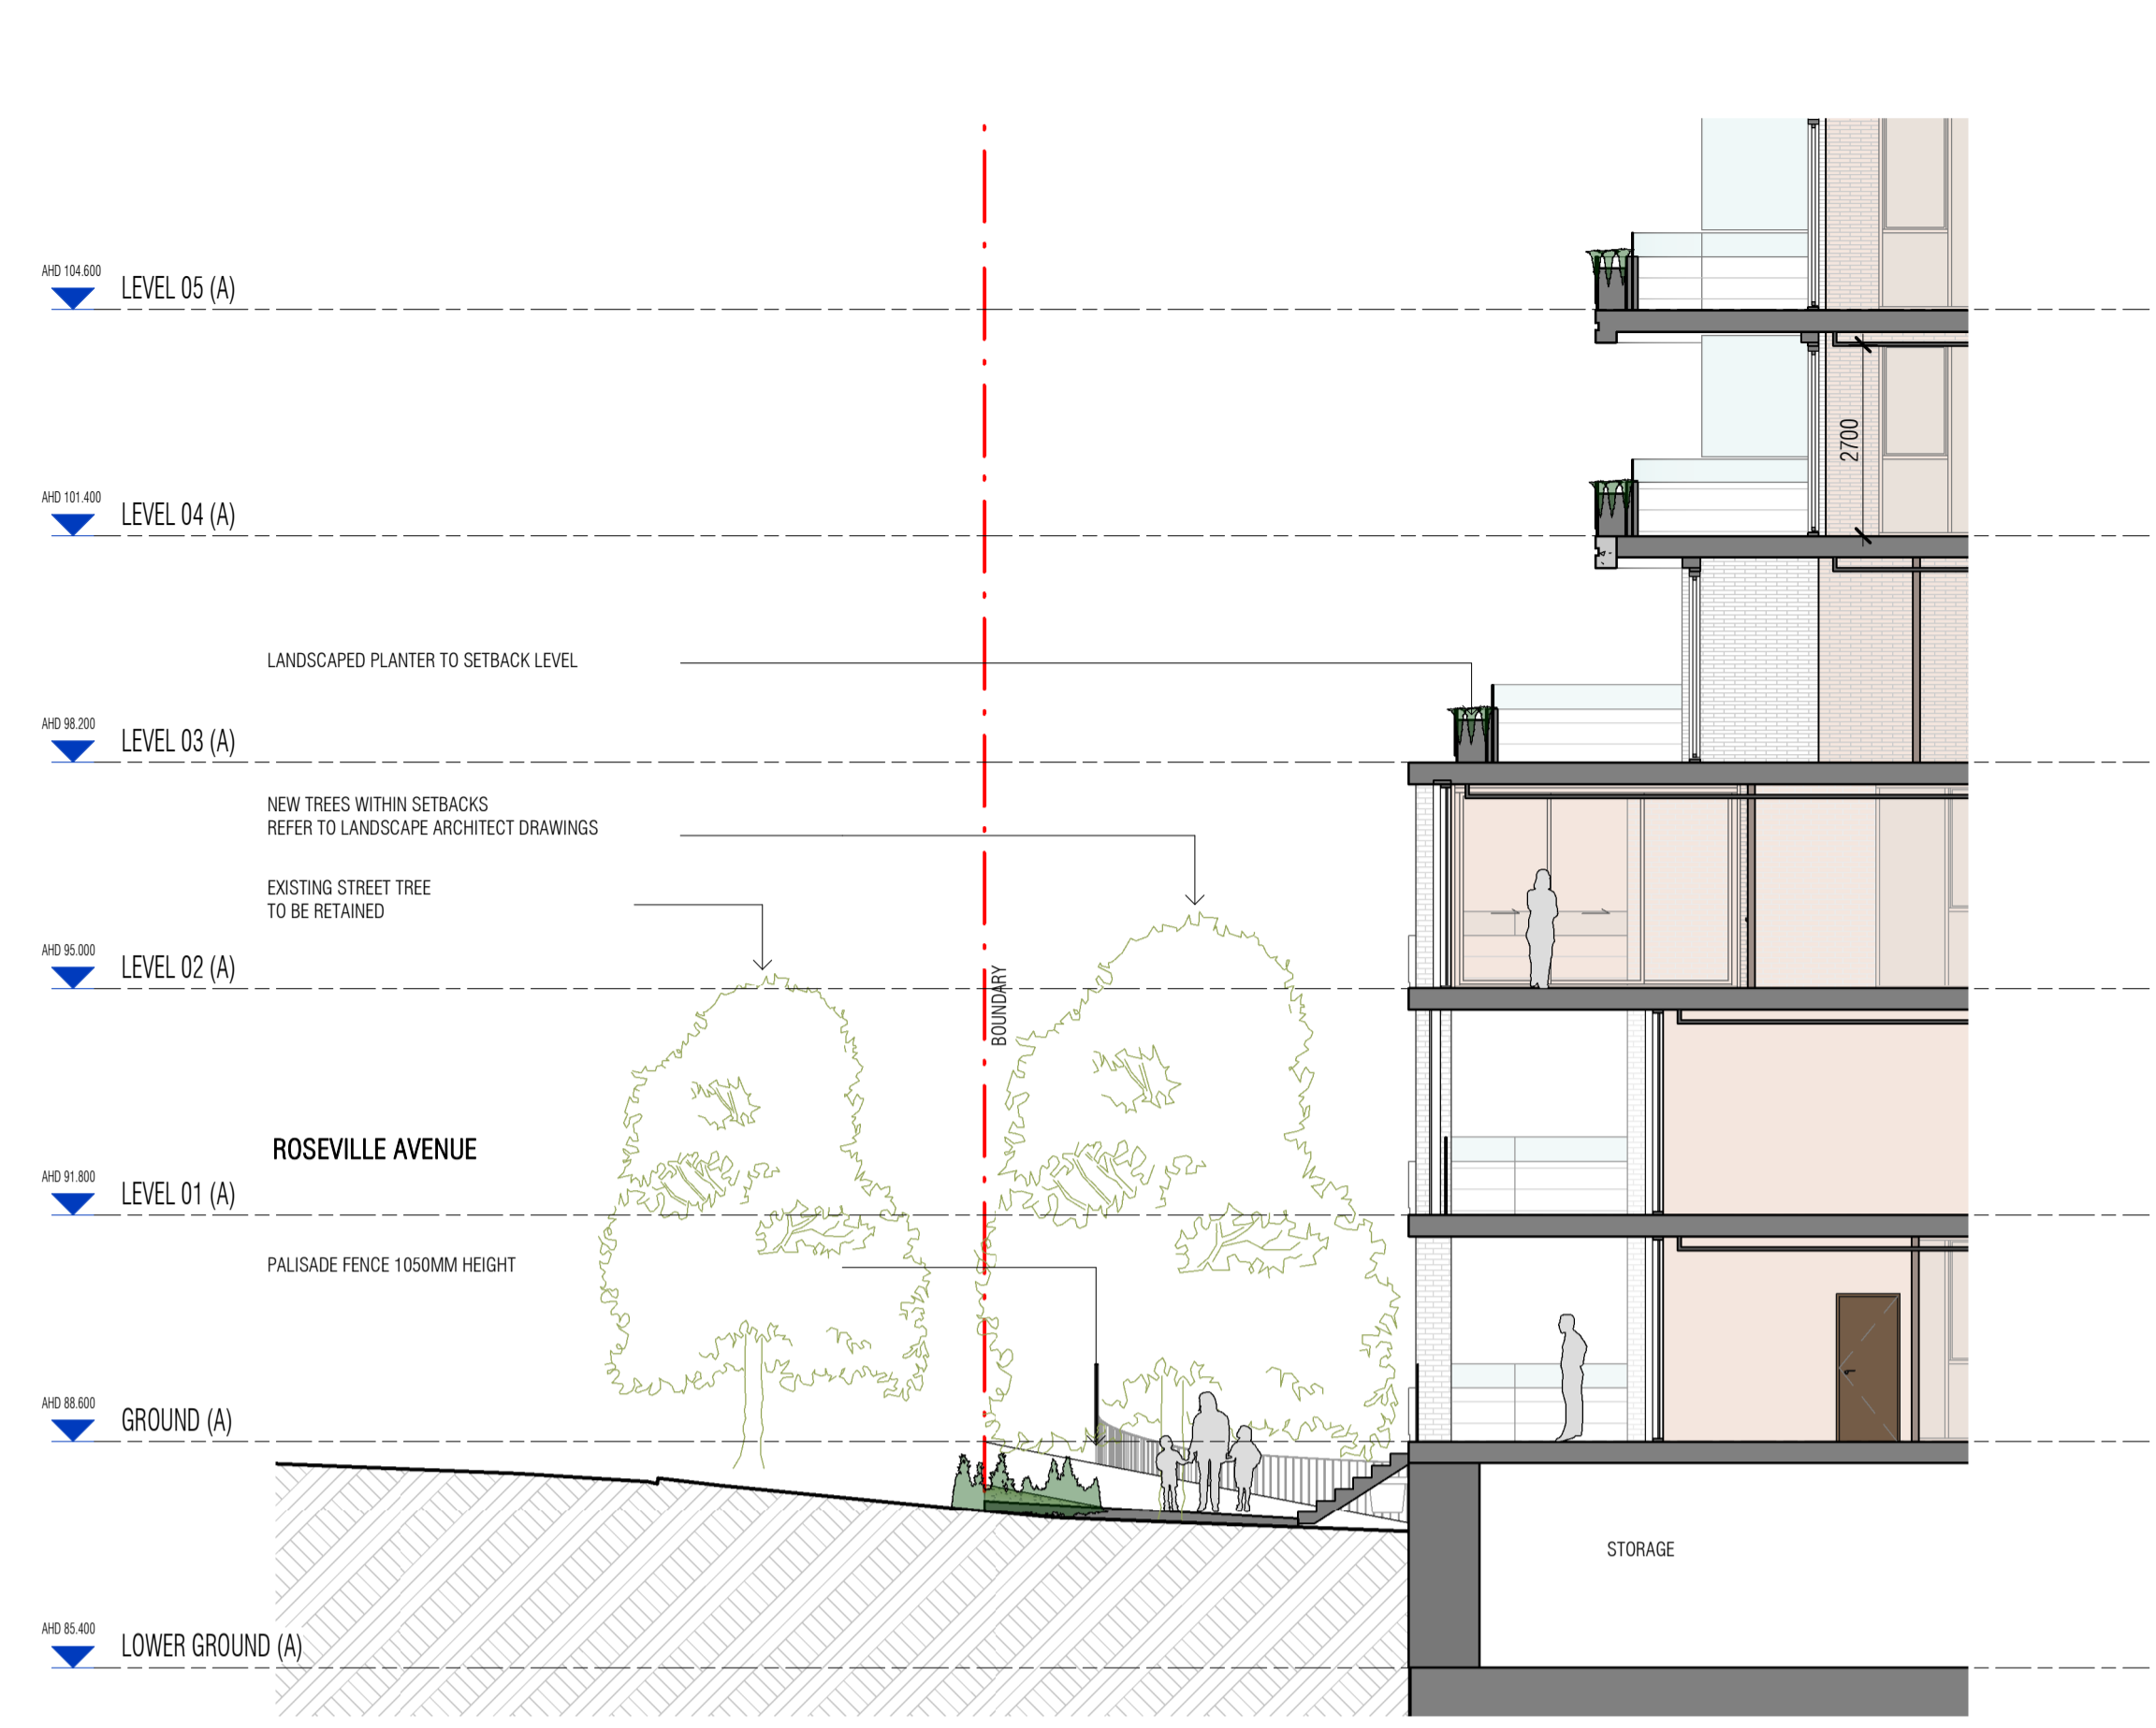 AHD 104.600
LEVEL 05 (A)
2700
AHD 101.400
LEVEL 04 (A)
LANDSCAPED PLANTER TO SETBACK LEVEL
AHD 98.200
LEVEL 03 (A)
NEW TREES WITHIN SETBACKS
REFER TO LANDSCAPE ARCHITECT DRAWINGS
EXISTING STREET TREE
TO BE RETAINED
AHD 95.000
LEVEL 02 (A)
BOUNDARY
ROSEVILLE AVENUE
AHD 91.800
LEVEL 01 (A)
PALISADE FENCE 1050MM HEIGHT
AHD 88.600
GROUND (A)
STORAGE
AHD 85.400
LOWER GROUND (A)